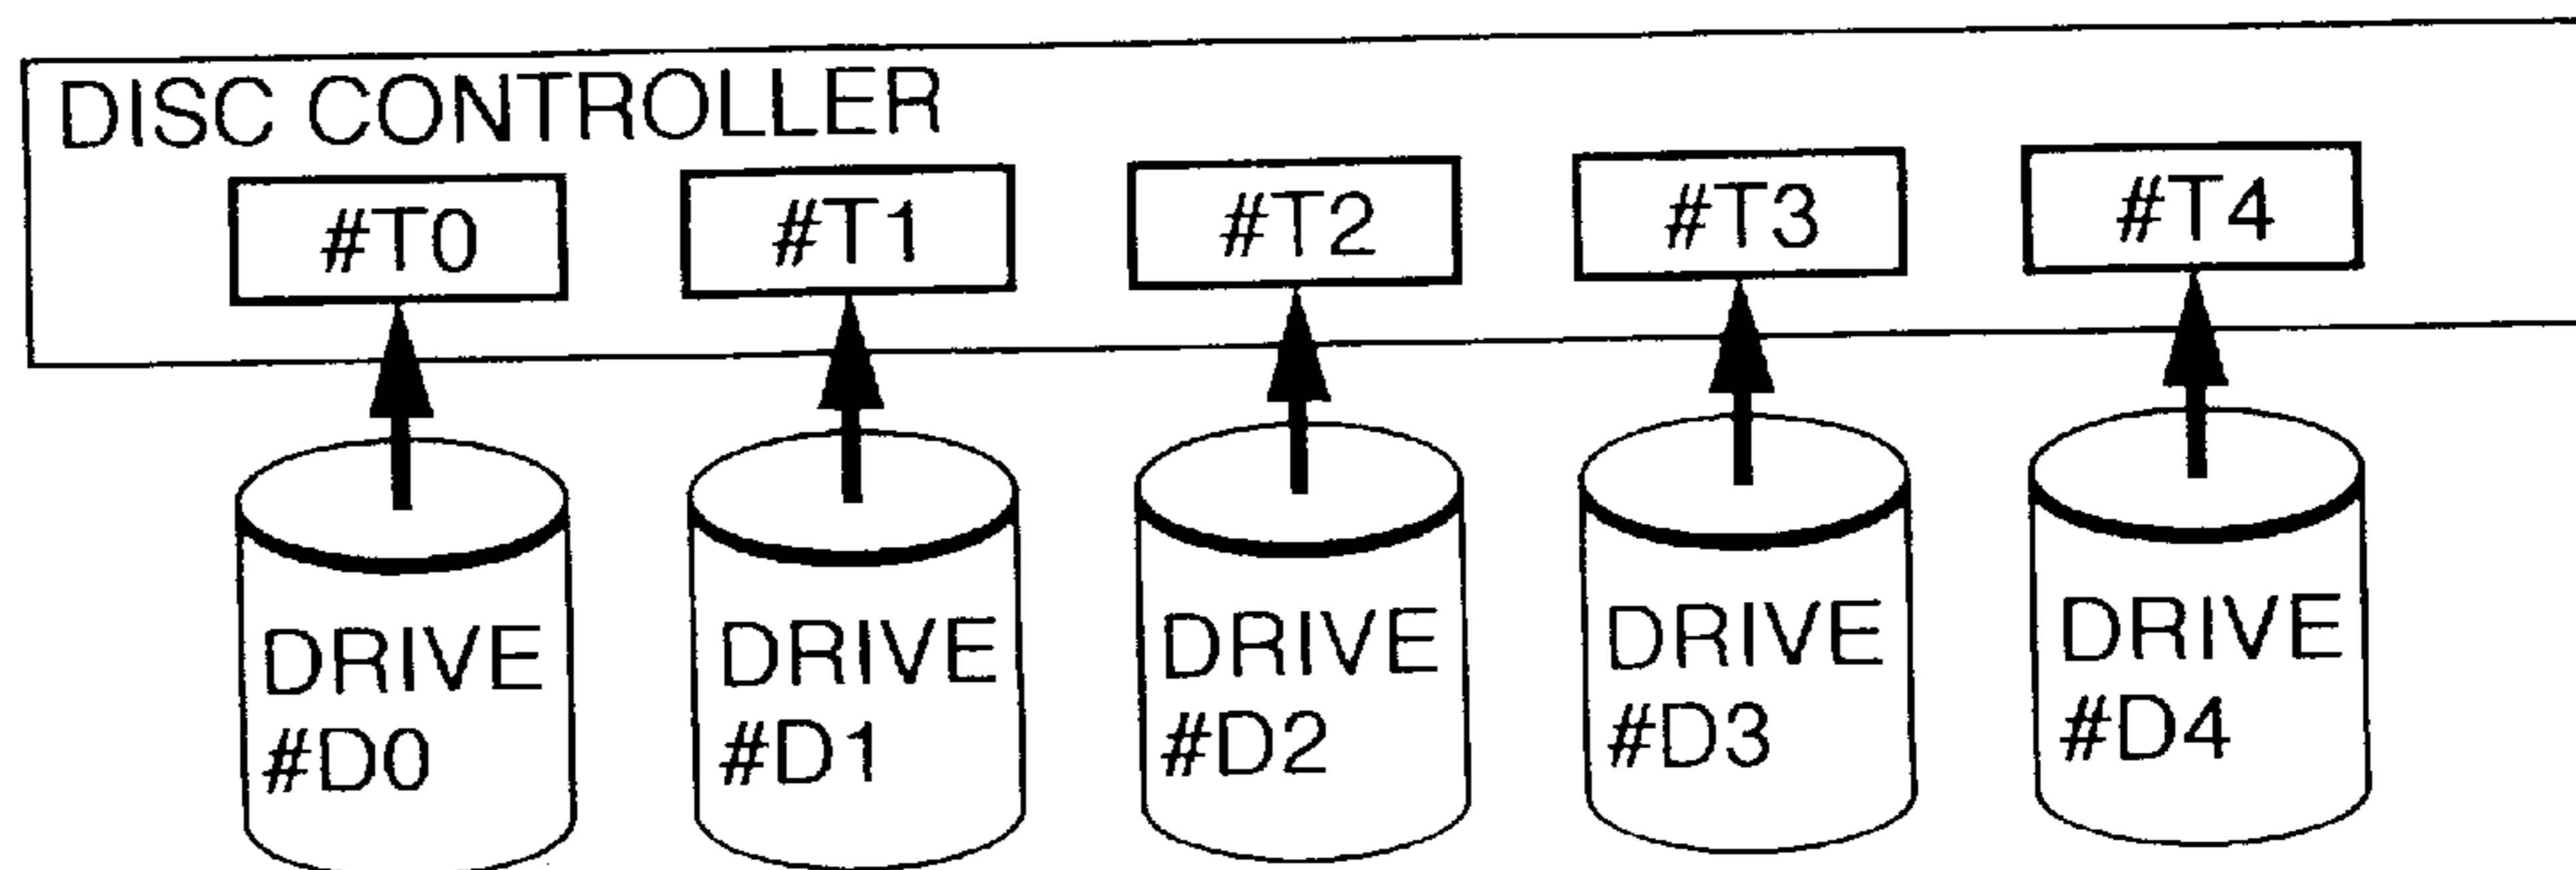 DISC CONTROLLER
#T0 #T1 #T2 #T3 #T4
DRIVE DRIVE DRIVE DRIVE DRIVE
#D0 #D1 #D2 #D3 #D4